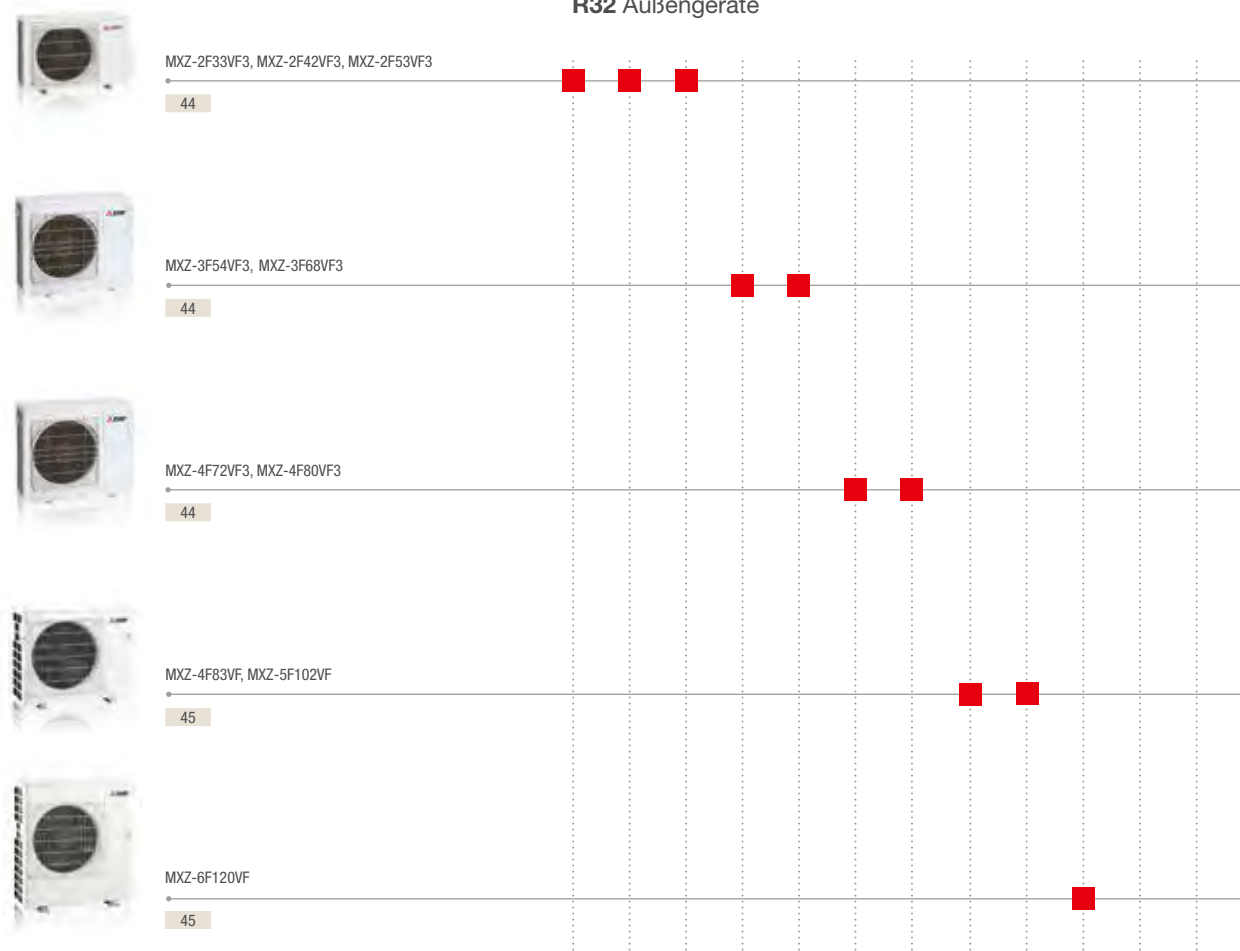 R32 Außengeräte
MXZ-2F33VF3, MXZ-2F42VF3, MXZ-2F53VF3
44
MXZ-3F54VF3, MXZ-3F68VF3
44
MXZ-4F72VF3, MXZ-4F80VF3
44
MXZ-4F83VF, MXZ-5F102VF
45
MXZ-6F120VF
45